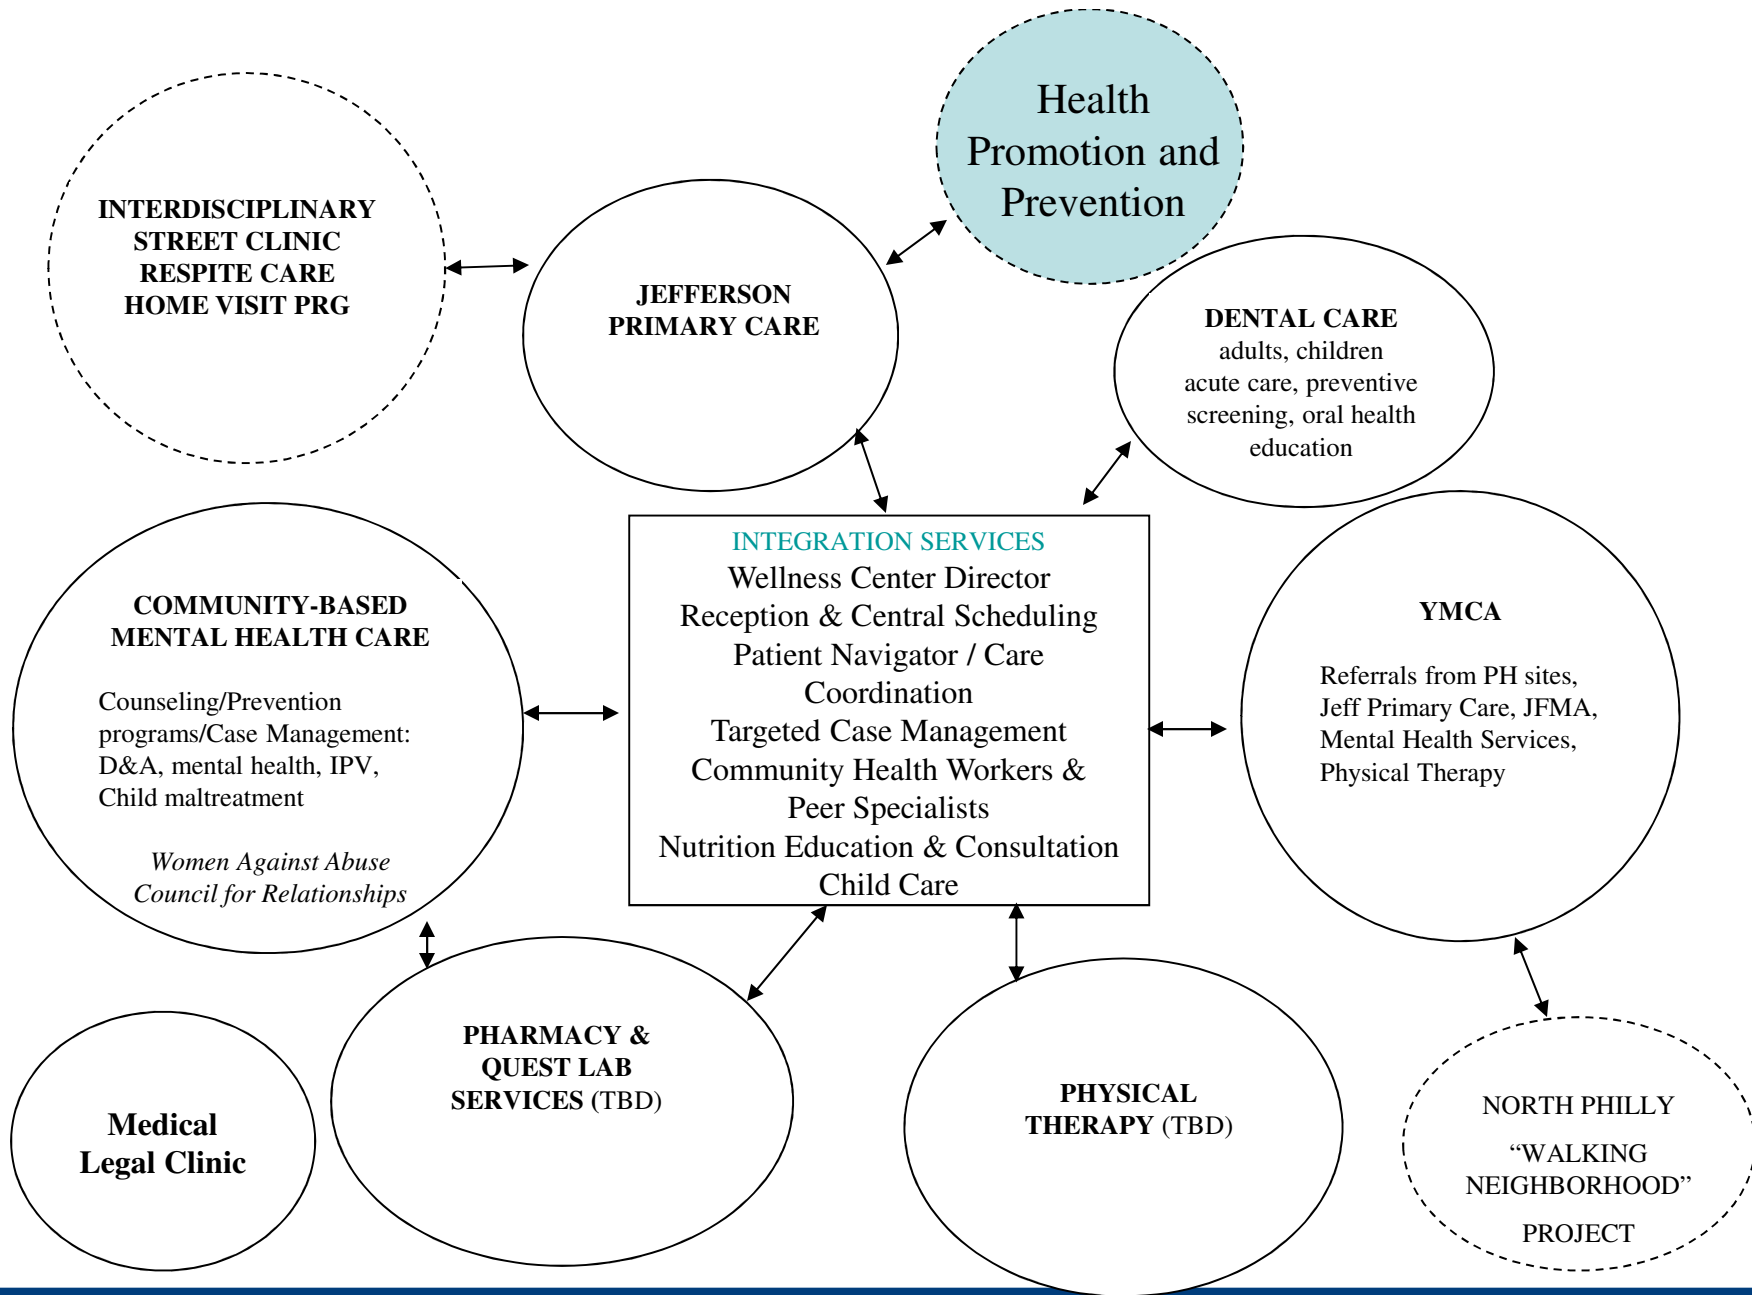 Health
Promotion and
Prevention
INTERDISCIPLINARY
STREET CLINIC
RESPITE CARE
HOME VISIT PRG
JEFFERSON
PRIMARY CARE
DENTAL CARE
adults, children
acute care, preventive
screening, oral health
education
INTEGRATION SERVICES
Wellness Center Director
Reception & Central Scheduling
Patient Navigator / Care
Coordination
Targeted Case Management
Community Health Workers &
Peer Specialists
Nutrition Education & Consultation
Child Care
COMMUNITY-BASED
MENTAL HEALTH CARE
Counseling/Prevention
programs/Case Management:
D&A, mental health, IPV,
Child maltreatment
Women Against Abuse
Council for Relationships
YMCA
Referrals from PH sites,
Jeff Primary Care, JFMA,
Mental Health Services,
Physical Therapy
PHARMACY &
QUEST LAB
SERVICES (TBD)
PHYSICAL
THERAPY (TBD)
Medical
Legal Clinic
NORTH PHILLY
“WALKING
NEIGHBORHOOD”
PROJECT